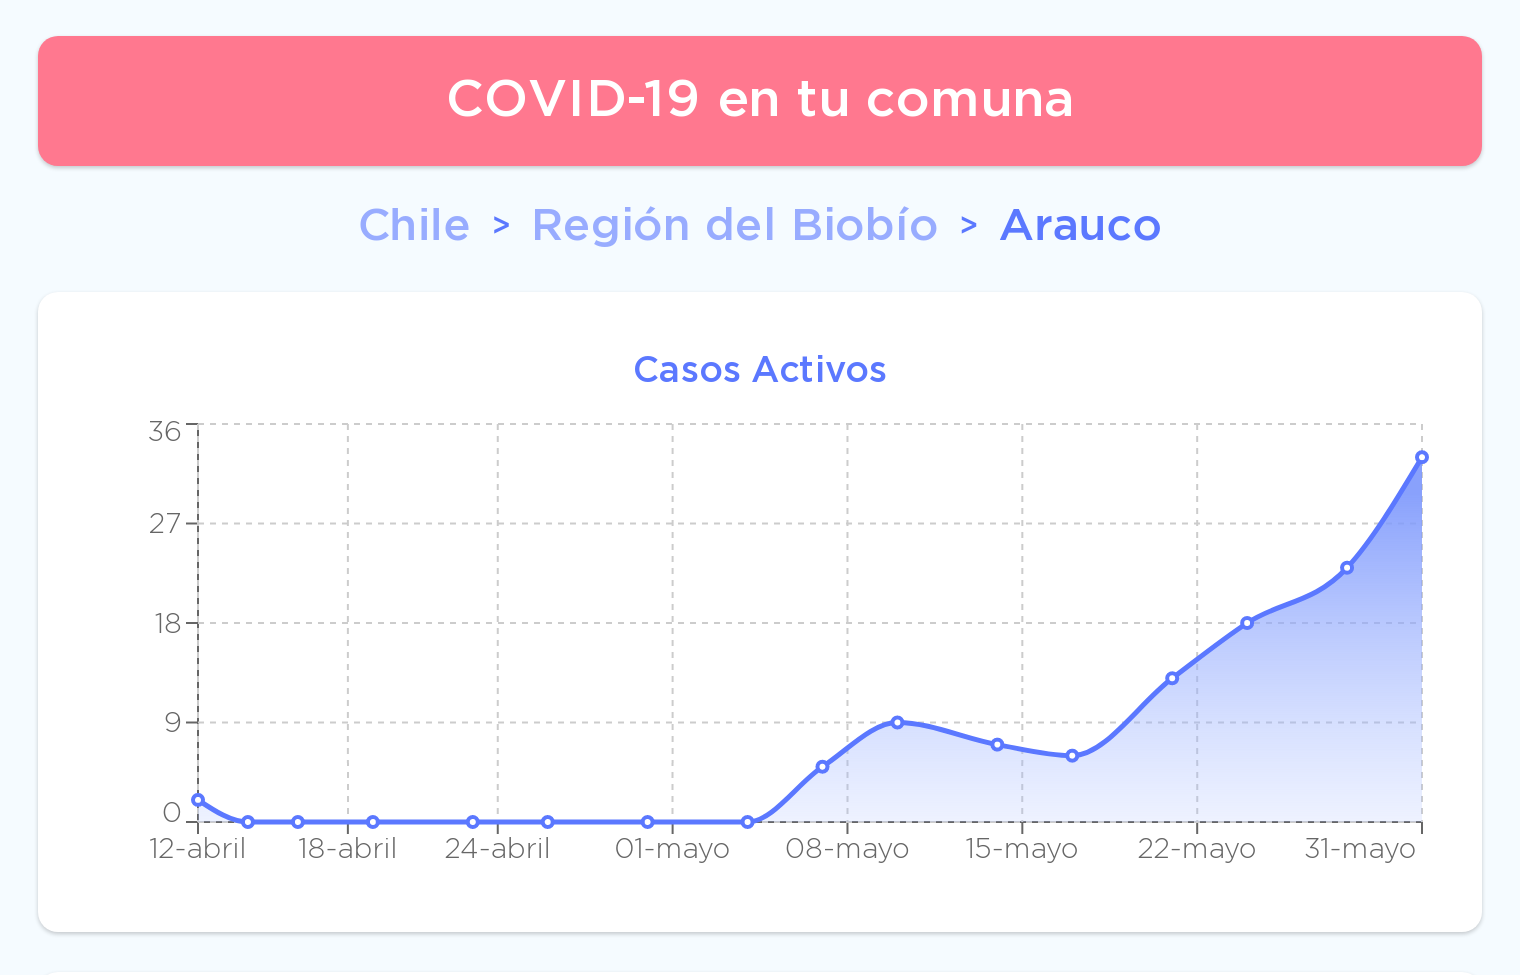 COVID-19 en tu comuna
Chile > Región del Biobío > Arauco
Casos Activos
36
27
18
9
0
12-abril 18-abril 24-abril 01-mayo 08-mayo 15-mayo 22-mayo 31-mayo